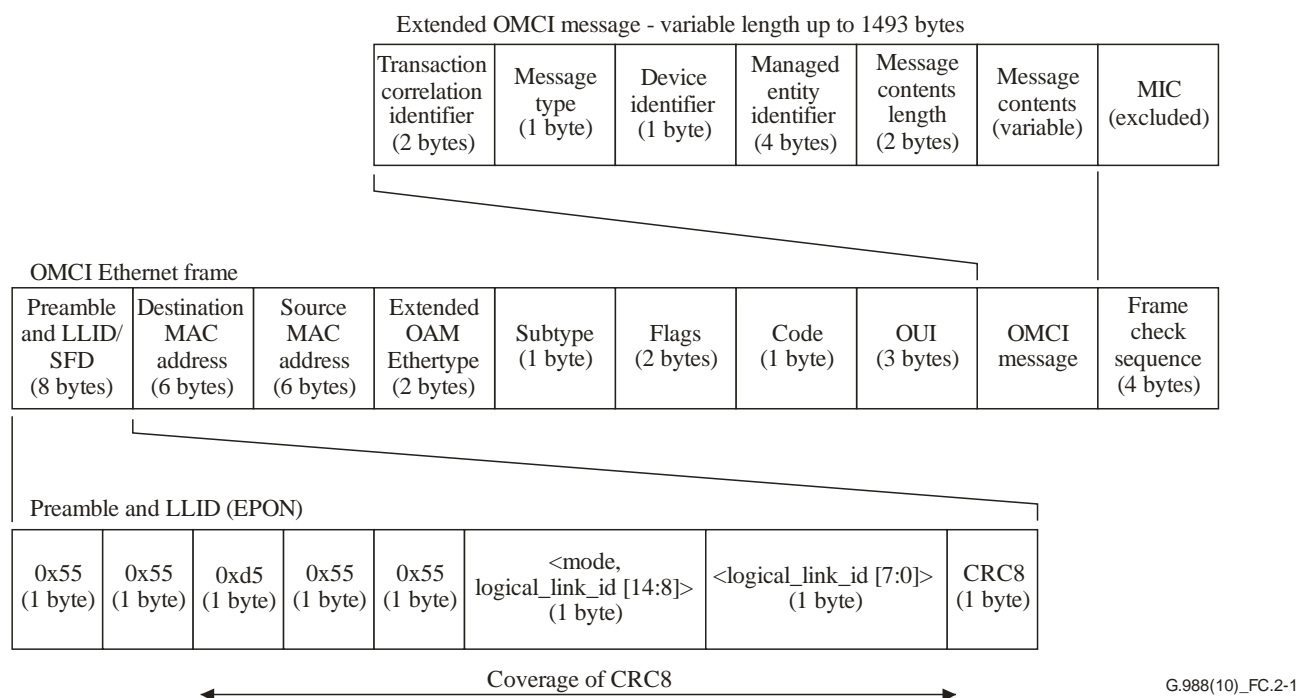 Extended OMCI message - variable length up to 1493 bytes
Transaction
correlation
identifier
(2 bytes)
Message
type
(1 byte)
Device
identifier
(1 byte)
Managed
entity
identifier
(4 bytes)
Message
contents
length
(2 bytes)
Message
contents
(variable)
MIC
(excluded)
OMCI Ethernet frame
Preamble
and LLID/
SFD
(8 bytes)
Destination
MAC
address
(6 bytes)
Source
MAC
address
(6 bytes)
Extended
OAM
Ethertype
(2 bytes)
Subtype
(1 byte)
Flags
(2 bytes)
Code
(1 byte)
OUI
(3 bytes)
OMCI
message
Frame
check
sequence
(4 bytes)
Preamble and LLID (EPON)
0x55
(1 byte)
0x55
(1 byte)
0xd5
(1 byte)
0x55
(1 byte)
0x55
(1 byte)
<mode,
logical_link_id [14:8]>
(1 byte)
<logical_link_id [7:0]>
(1 byte)
CRC8
(1 byte)
Coverage of CRC8
G.988(10)_FC.2-1